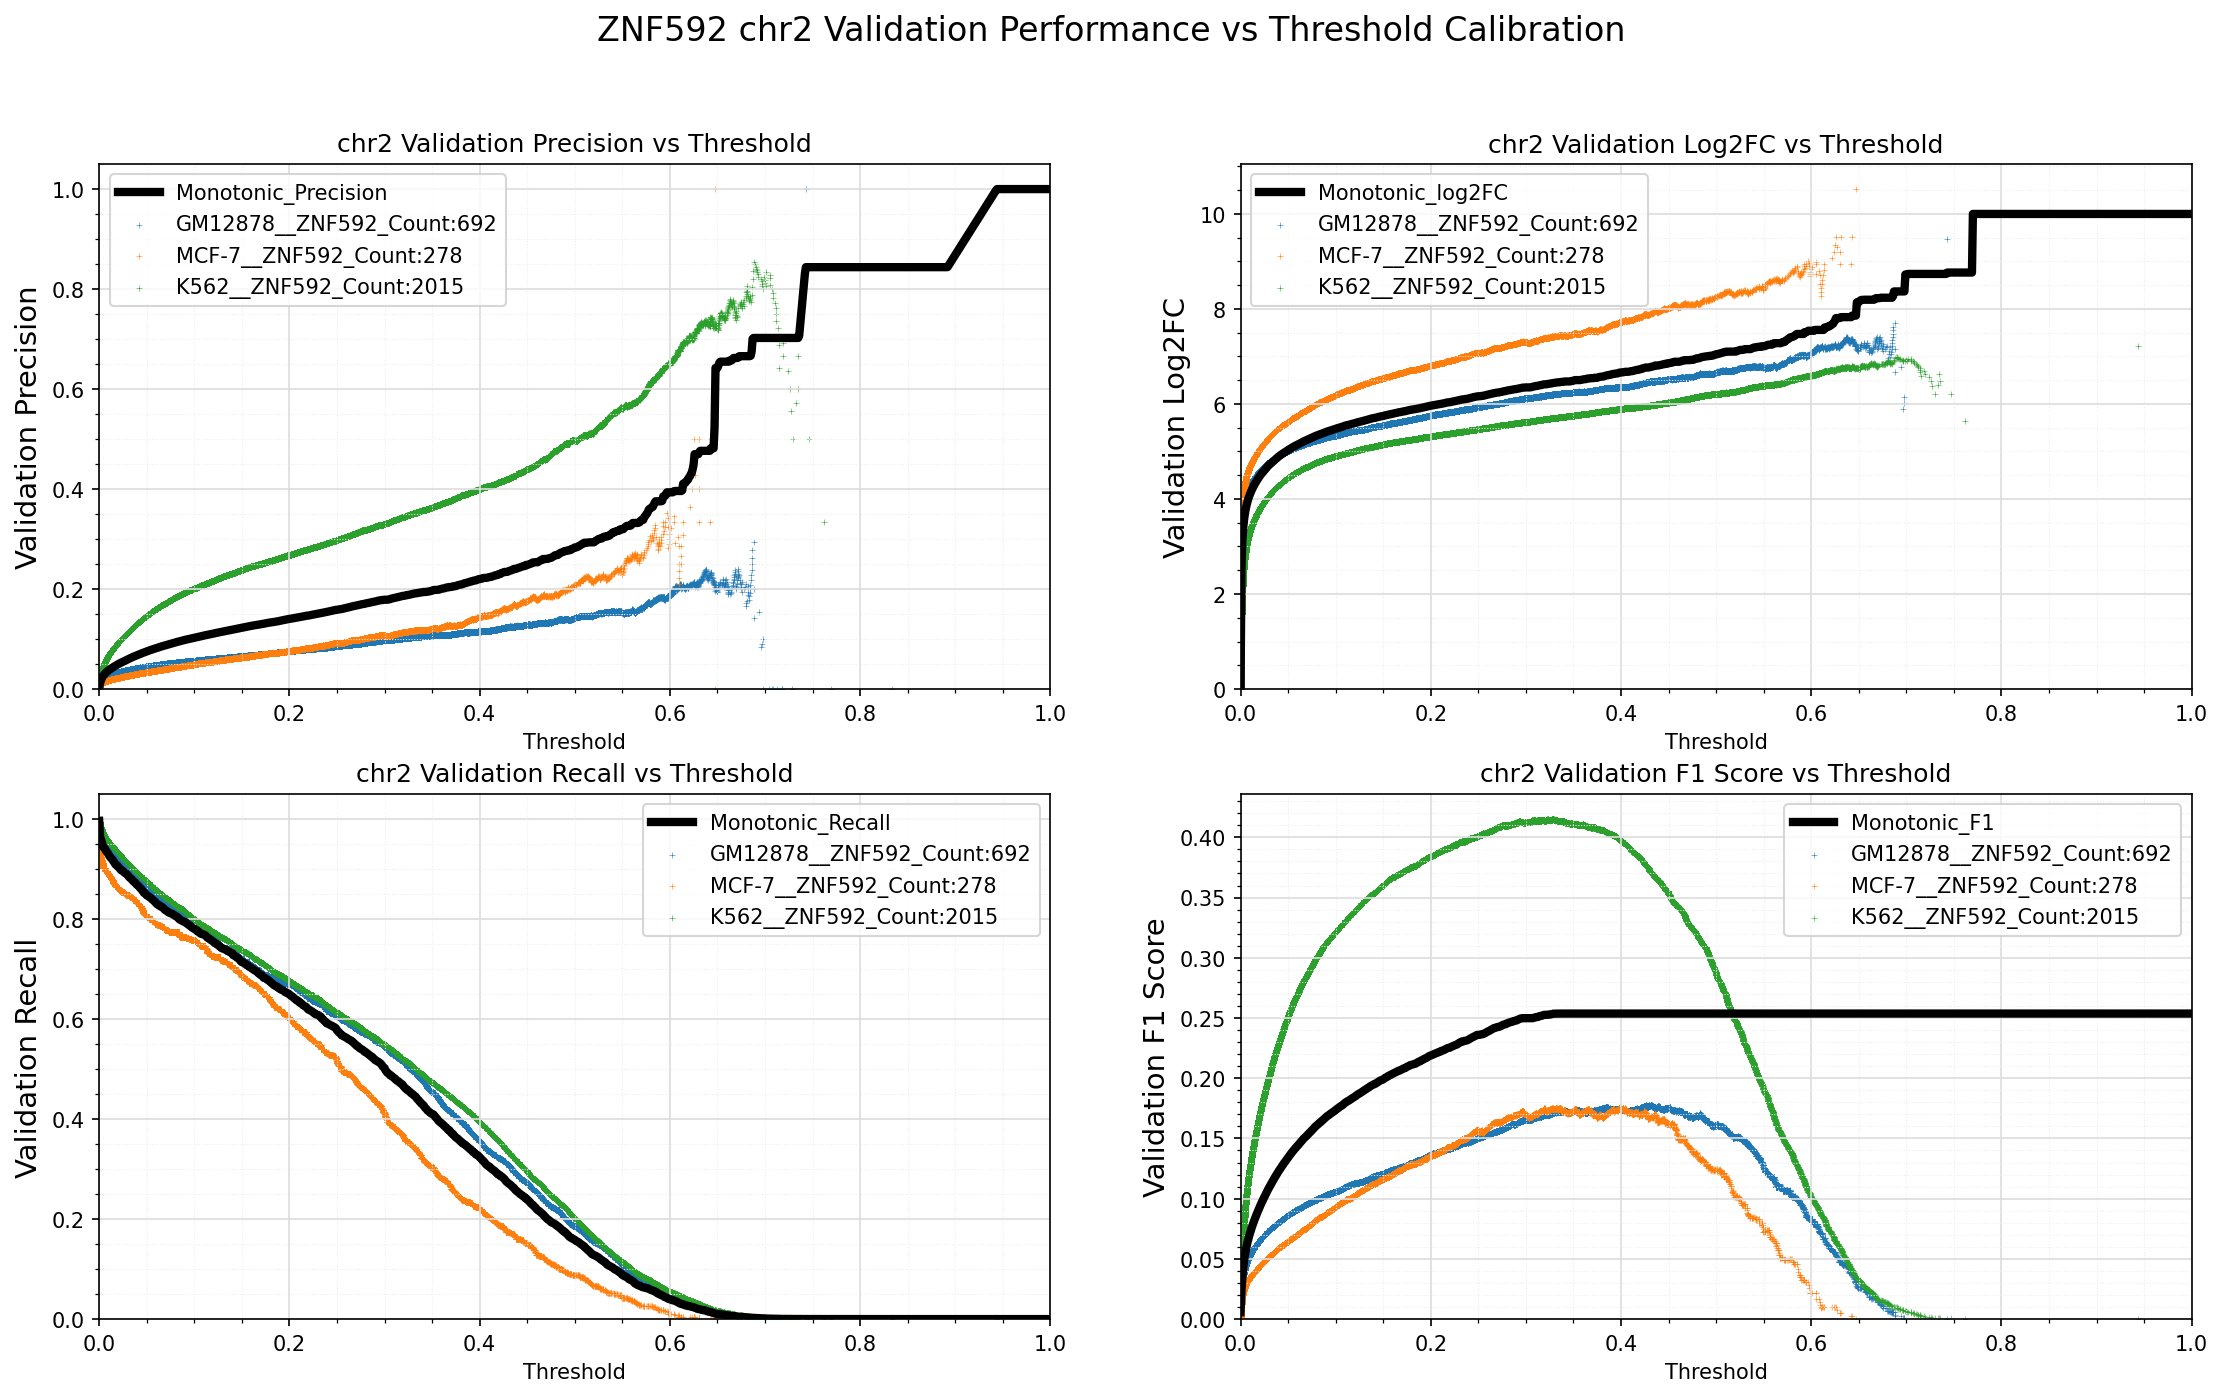 ZNF592 chr2 Validation Performance vs Threshold Calibration
chr2 Validation Precision vs Threshold
Validation Precision
1.0
0.8
0.6
0.4
0.2
0.0
Monotonic_Precision
GM12878__ZNF592_Count:692
MCF-7__ZNF592_Count:278
K562__ZNF592_Count:2015
0.0 0.2 0.4 0.6 0.8 1.0
Threshold
chr2 Validation Log2FC vs Threshold
Validation Log2FC
10
8
6
4
2
0
Monotonic_log2FC
GM12878__ZNF592_Count:692
MCF-7__ZNF592_Count:278
K562__ZNF592_Count:2015
0.0 0.2 0.4 0.6 0.8 1.0
Threshold
chr2 Validation Recall vs Threshold
Validation Recall
1.0
0.8
0.6
0.4
0.2
0.0
Monotonic_Recall
GM12878__ZNF592_Count:692
MCF-7__ZNF592_Count:278
K562__ZNF592_Count:2015
0.0 0.2 0.4 0.6 0.8 1.0
Threshold
chr2 Validation F1 Score vs Threshold
Validation F1 Score
0.40
0.35
0.30
0.25
0.20
0.15
0.10
0.05
0.00
Monotonic_F1
GM12878__ZNF592_Count:692
MCF-7__ZNF592_Count:278
K562__ZNF592_Count:2015
0.0 0.2 0.4 0.6 0.8 1.0
Threshold